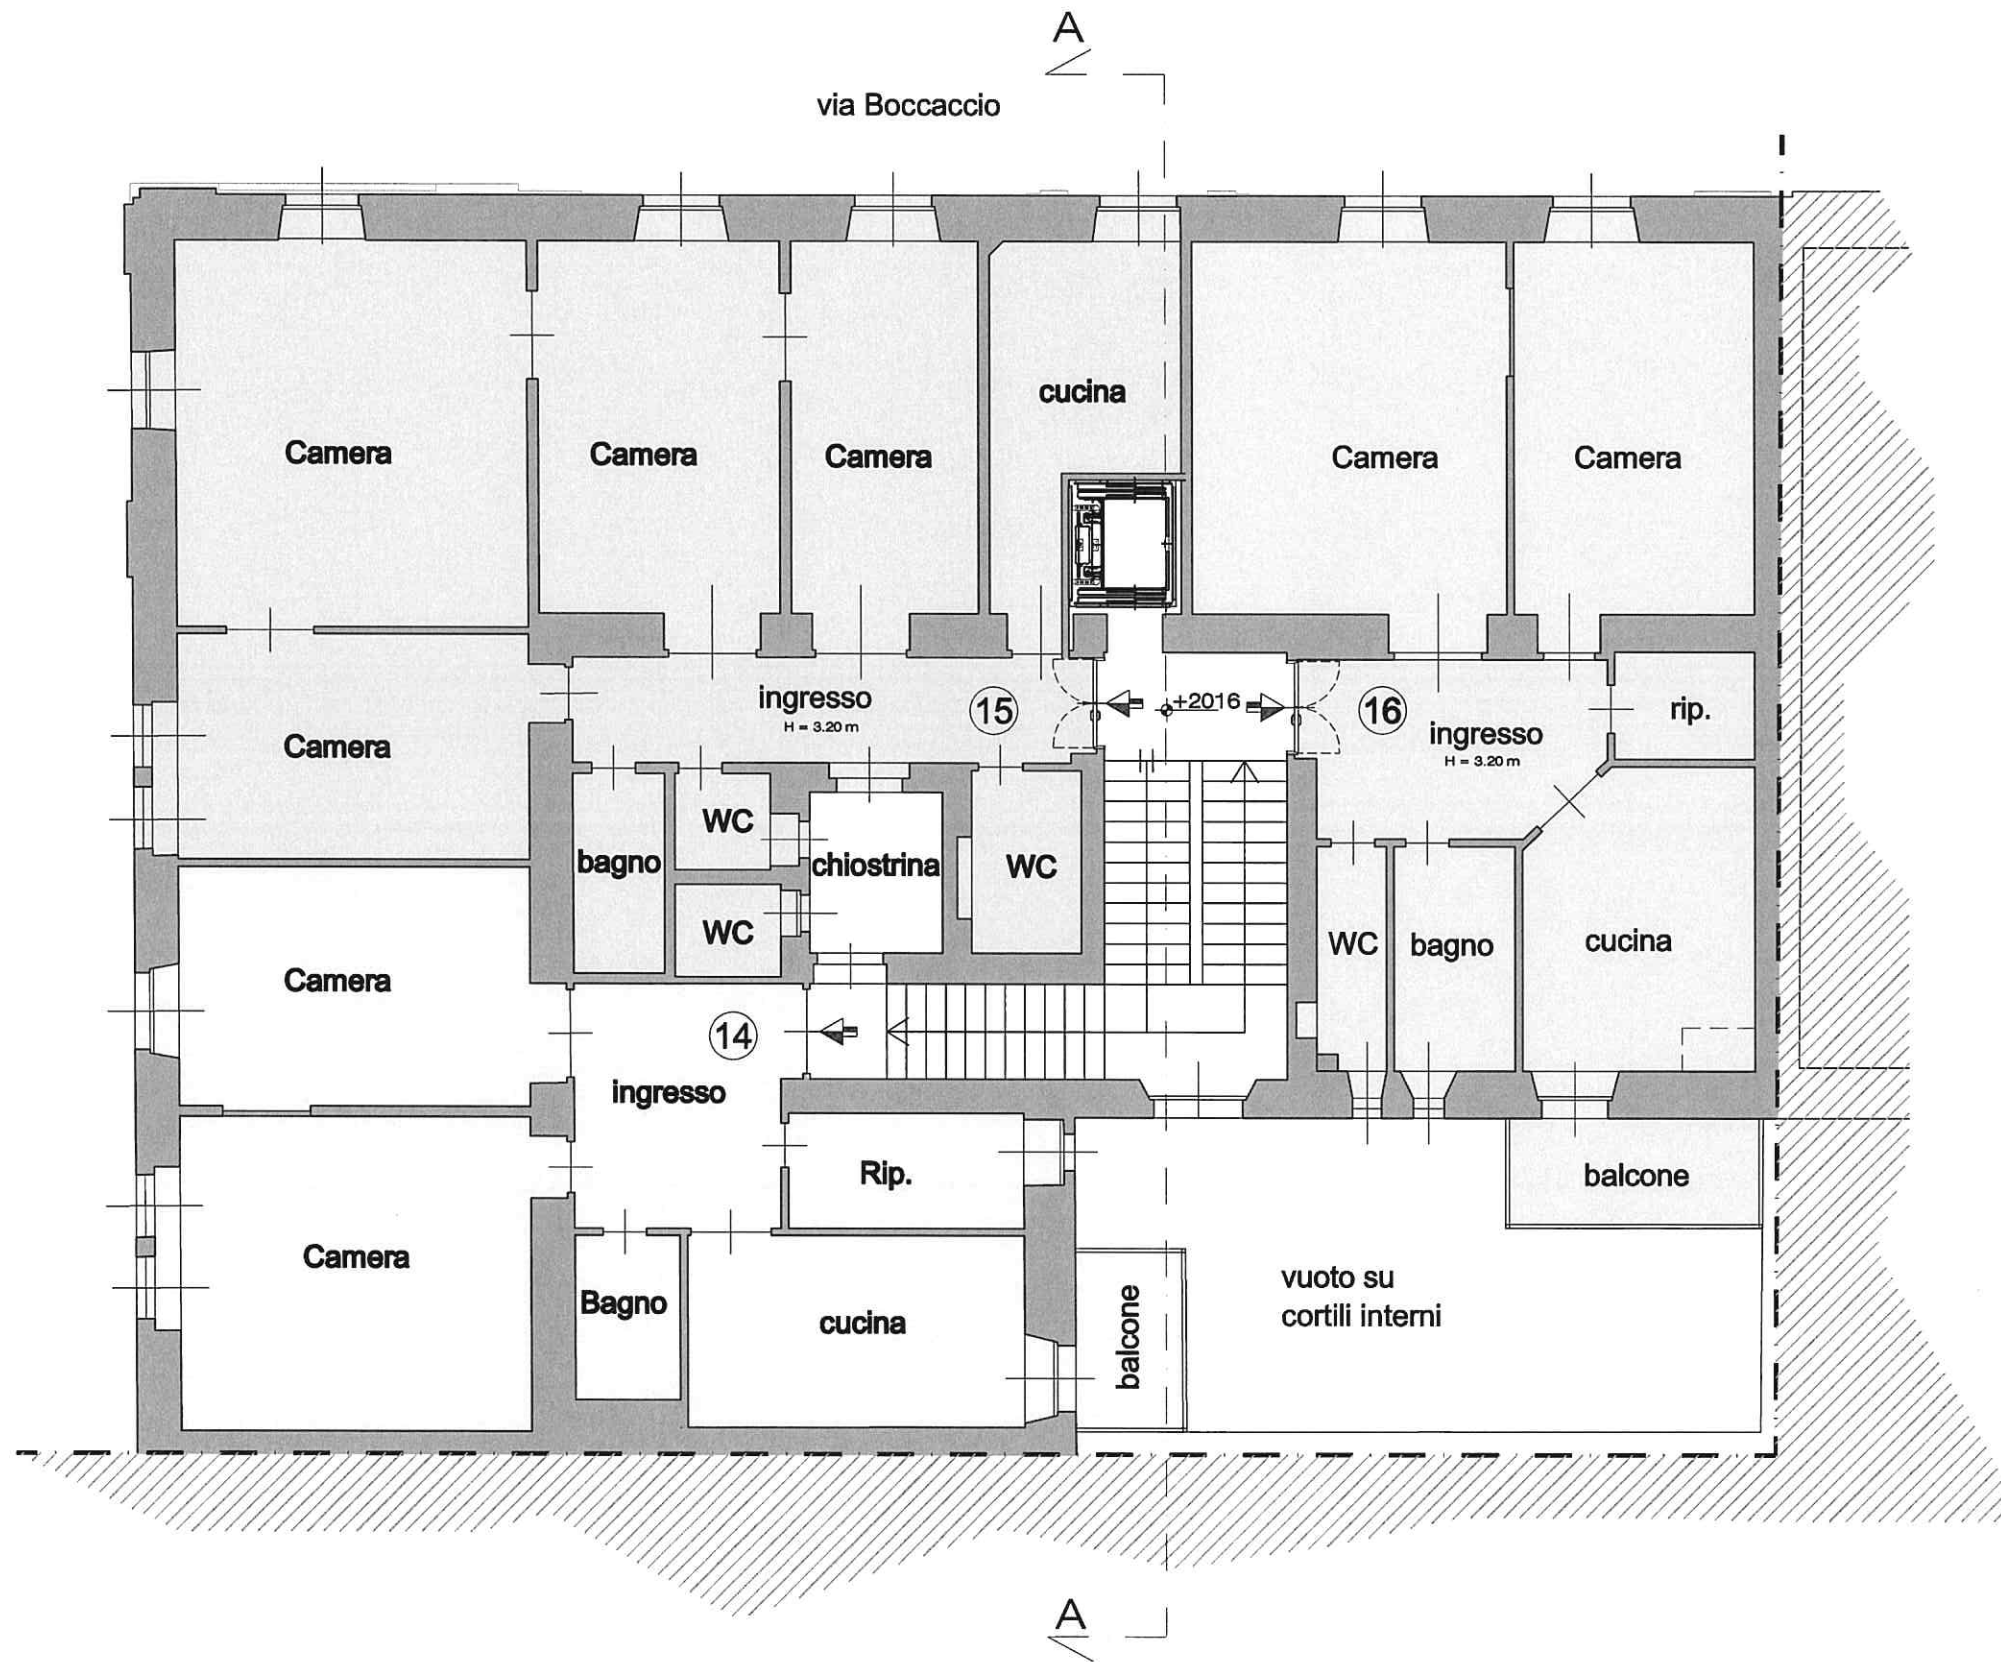 A
via Boccaccio
cucina
Camera
Camera
Camera
Camera
Camera
ingresso
H = 3.20 m
15
+2016
16
rip.
ingresso
H = 3.20 m
Camera
WC
bagno
chiostrina
WC
WC
WC
bagno
cucina
Camera
14
ingresso
Rip.
balcone
Camera
Bagno
cucina
balcone
vuoto su
cortili interni
A